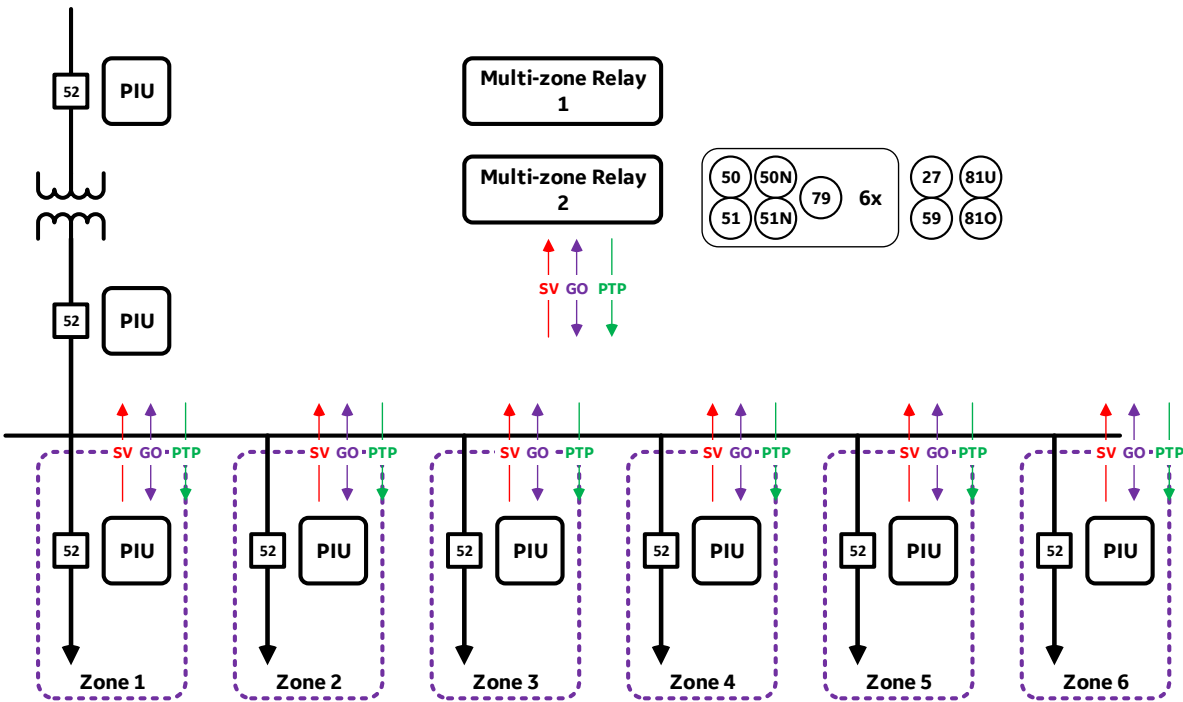 52
PIU
Multi-zone Relay
1
Multi-zone Relay
2
50
50N
51
51N
79
6x
27
81U
59
81O
52
PIU
SV GO PTP
SV GO PTP
SV GO PTP
SV GO PTP
SV GO PTP
SV GO PTP
SV GO PTP
52
PIU
52
PIU
52
PIU
52
PIU
52
PIU
52
PIU
Zone 1
Zone 2
Zone 3
Zone 4
Zone 5
Zone 6